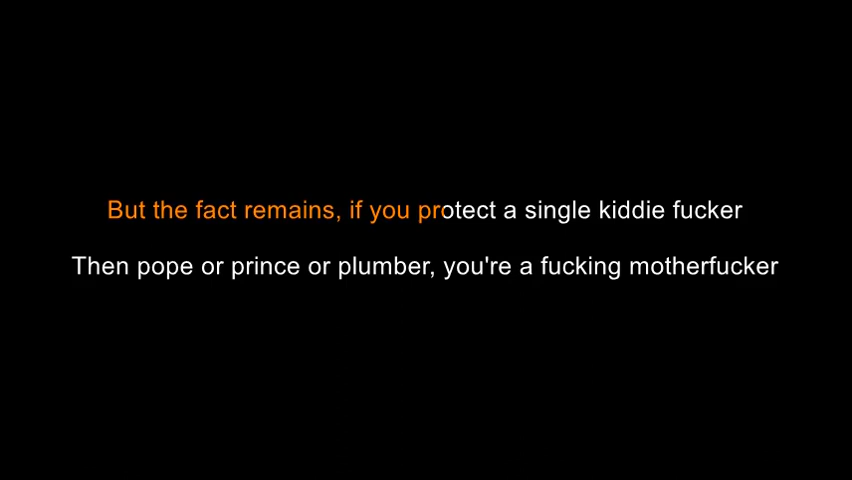 But the fact remains, if you protect a single kiddie fucker
Then pope or prince or plumber, you're a fucking motherfucker